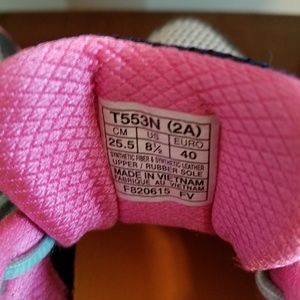 T553N (2A)
CM US EURO
25.5 8½ 40
SYNTHETIC FIBER & SYNTHETIC LEATHER
UPPER / RUBBER SOLE
MADE IN VIETNAM
FABRIQUE AU VIETNAM
F820615 FV